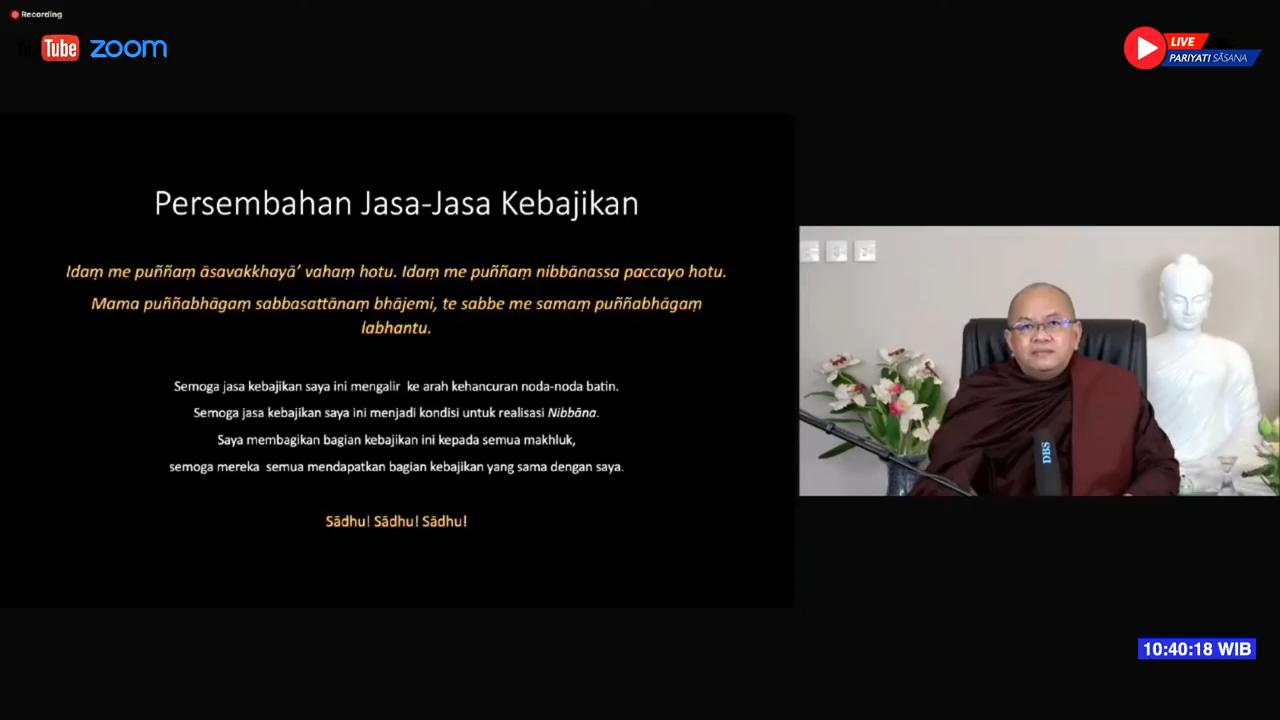 Recording
Tube zoom
LIVE
PARIYATI SĀSANA
Persembahan Jasa-Jasa Kebajikan
Idaṃ me puññaṃ āsavakkhayā’ vahaṃ hotu. Idaṃ me puññaṃ nibbānassa paccayo hotu.
Mama puññabhāgaṃ sabbasattānaṃ bhājemi, te sabbe me samaṃ puññabhāgaṃ
labhantu.
Semoga jasa kebajikan saya ini mengalir ke arah kehancuran noda-noda batin.
Semoga jasa kebajikan saya ini menjadi kondisi untuk realisasi Nibbāna.
Saya membagikan bagian kebajikan ini kepada semua makhluk,
semoga mereka semua mendapatkan bagian kebajikan yang sama dengan saya.
Sādhu! Sādhu! Sādhu!
DBS
10:40:18 WIB